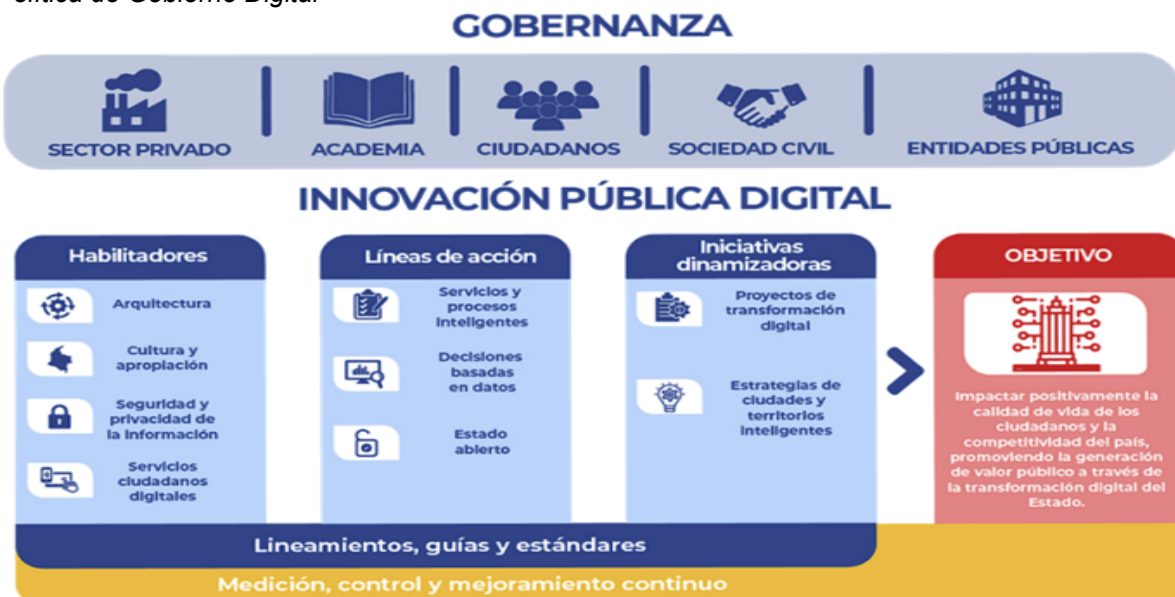 olítica de Gobierno Digital
GOBERNANZA
SECTOR PRIVADO
ACADEMIA
CIUDADANOS
SOCIEDAD CIVIL
ENTIDADES PÚBLICAS
INNOVACIÓN PÚBLICA DIGITAL
Habilitadores
Arquitectura
Cultura y
apropiación
Seguridad y
privacidad de
la Información
Servicios
ciudadanos
digitales
Líneas de acción
Servicios y
procesos
Inteligentes
Decisiones
basadas
en datos
Estado
abierto
Iniciativas
dinamizadoras
Proyectos de
transformación
digital
Estrategias de
ciudades y
territorios
Inteligentes
OBJETIVO
Impactar positivamente la
calidad de vida de los
ciudadanos y la
competitividad del país,
promoviendo la generación
de valor público a través de
la transformación digital del
Estado.
Lineamientos, guías y estándares
Medición, control y mejoramiento continuo